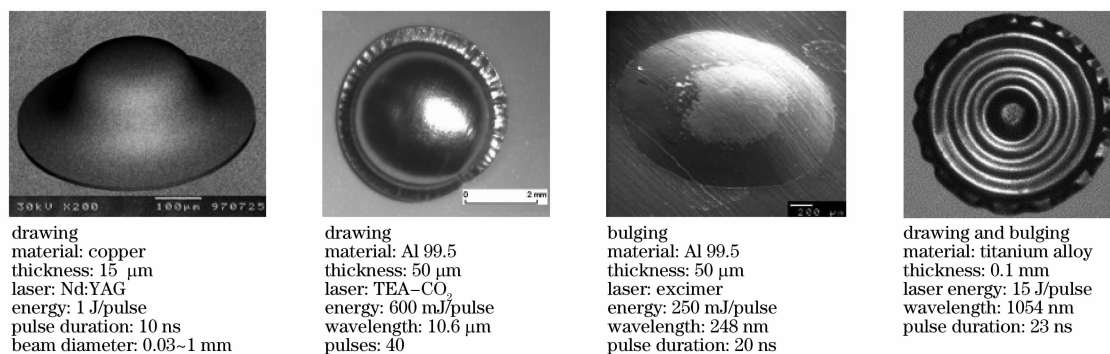 30kV X200 100μm 970725
0 2 mm
200 μm
drawing
material: copper
thickness: 15 μm
laser: Nd:YAG
energy: 1 J/pulse
pulse duration: 10 ns
beam diameter: 0.03~1 mm
drawing
material: Al 99.5
thickness: 50 μm
laser: TEA–CO₂
energy: 600 mJ/pulse
wavelength: 10.6 μm
pulses: 40
bulging
material: Al 99.5
thickness: 50 μm
laser: excimer
energy: 250 mJ/pulse
wavelength: 248 nm
pulse duration: 20 ns
drawing and bulging
material: titanium alloy
thickness: 0.1 mm
laser energy: 15 J/pulse
wavelength: 1054 nm
pulse duration: 23 ns